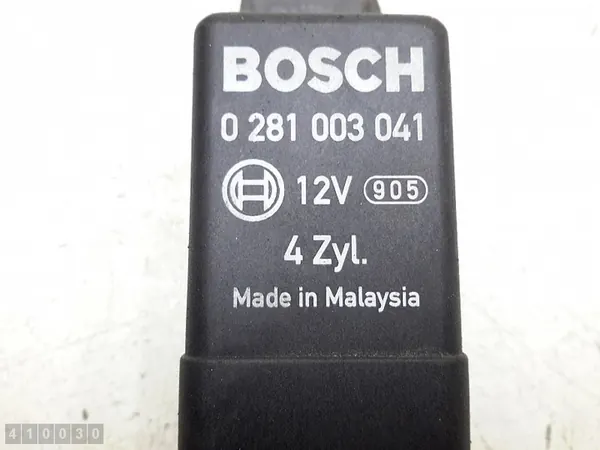 BOSCH
0 281 003 041
12V 905
4 Zyl.
Made in Malaysia
410030